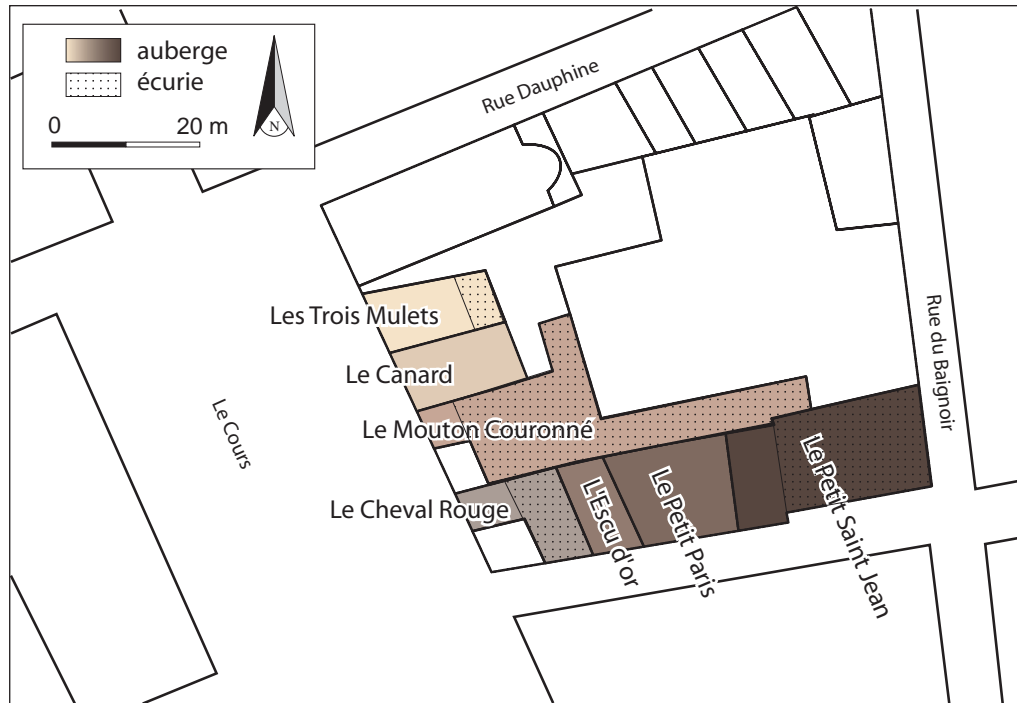 auberge
écurie
0 20 m
N
Rue Dauphine
Les Trois Mulets
Le Canard
Le Mouton Couronné
Le Cheval Rouge
L'Escu d'or
Le Petit Paris
Le Petit Saint Jean
Le Cours
Rue du Baignoir